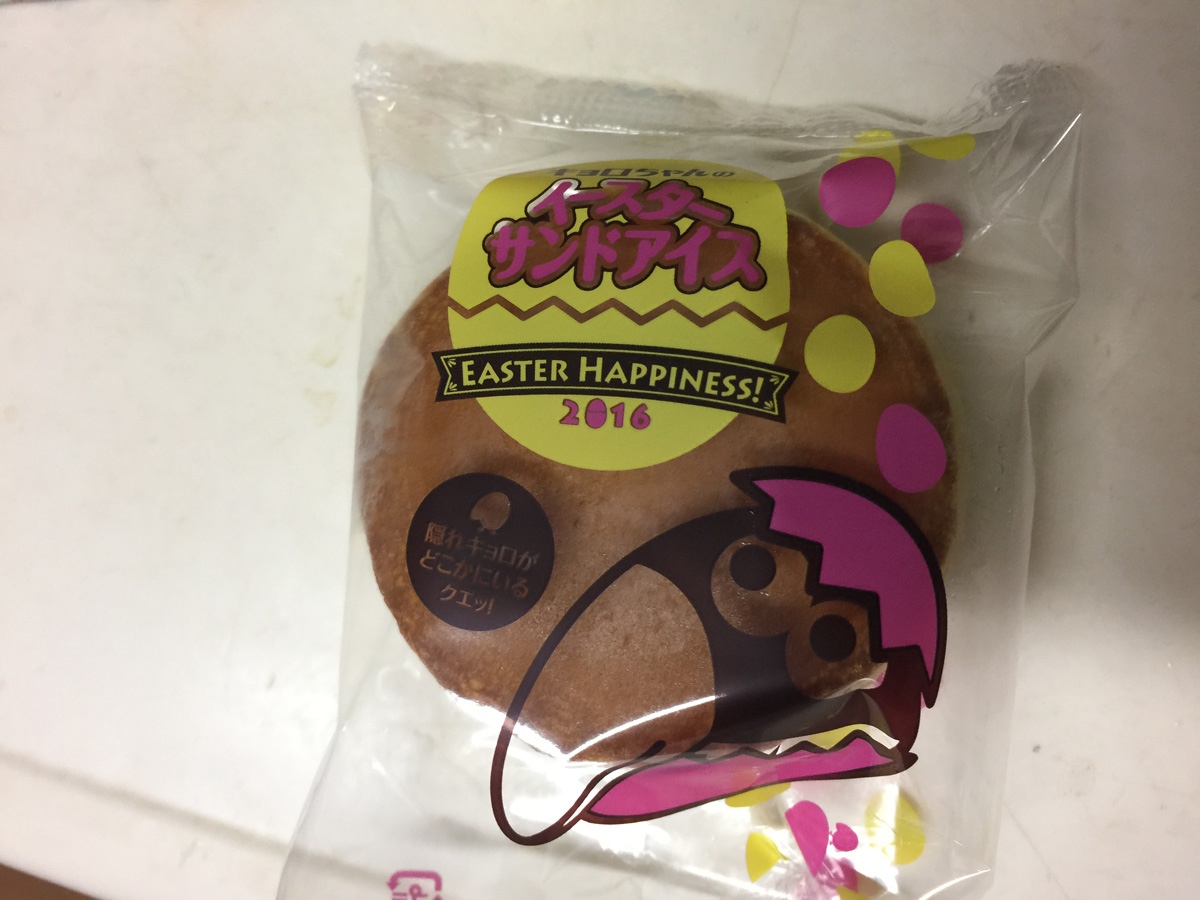 キョロちゃんの
イースター
サンドアイス
EASTER HAPPINESS!
2016
隠れキョロが
どこかにいる
クエッ!